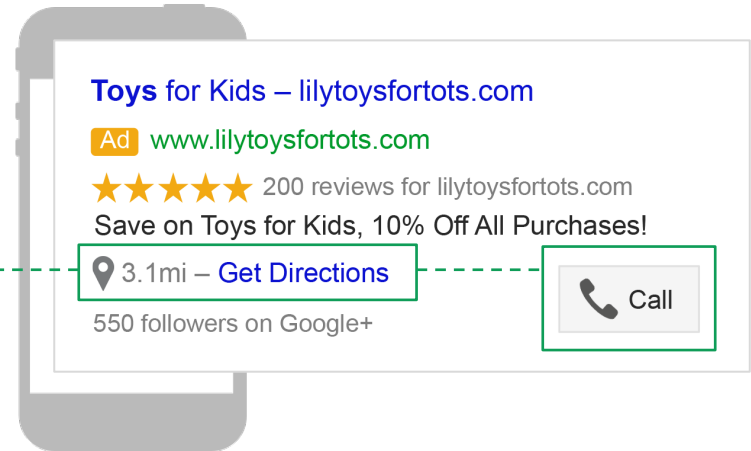 Toys for Kids – lilytoysfortots.com
Ad www.lilytoysfortots.com
200 reviews for lilytoysfortots.com
Save on Toys for Kids, 10% Off All Purchases!
3.1mi – Get Directions
Call
550 followers on Google+